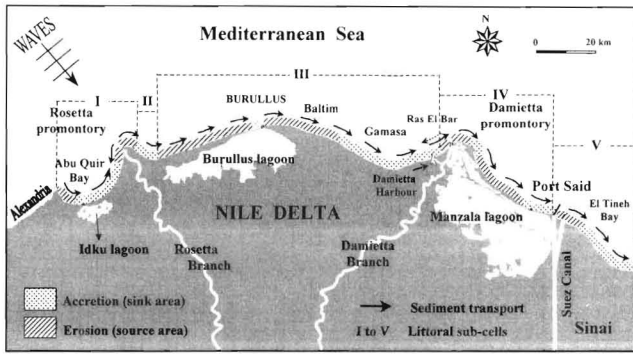 WAVES
Mediterranean Sea
N
0 20 km
I
II
III
IV
V
Rosetta
promontory
BURULLUS
Baltim
Gamasa
Ras El Bar
Damietta
promontory
Abu Quir
Bay
Burullus lagoon
Damietta
Harbour
Port Said
El Tineh
Bay
Alexandria
NILE DELTA
Manzala lagoon
Idku lagoon
Rosetta
Branch
Damietta
Branch
Suez Canal
Accretion (sink area)
Sediment transport
Erosion (source area)
I to V Littoral sub-cells
Sinai